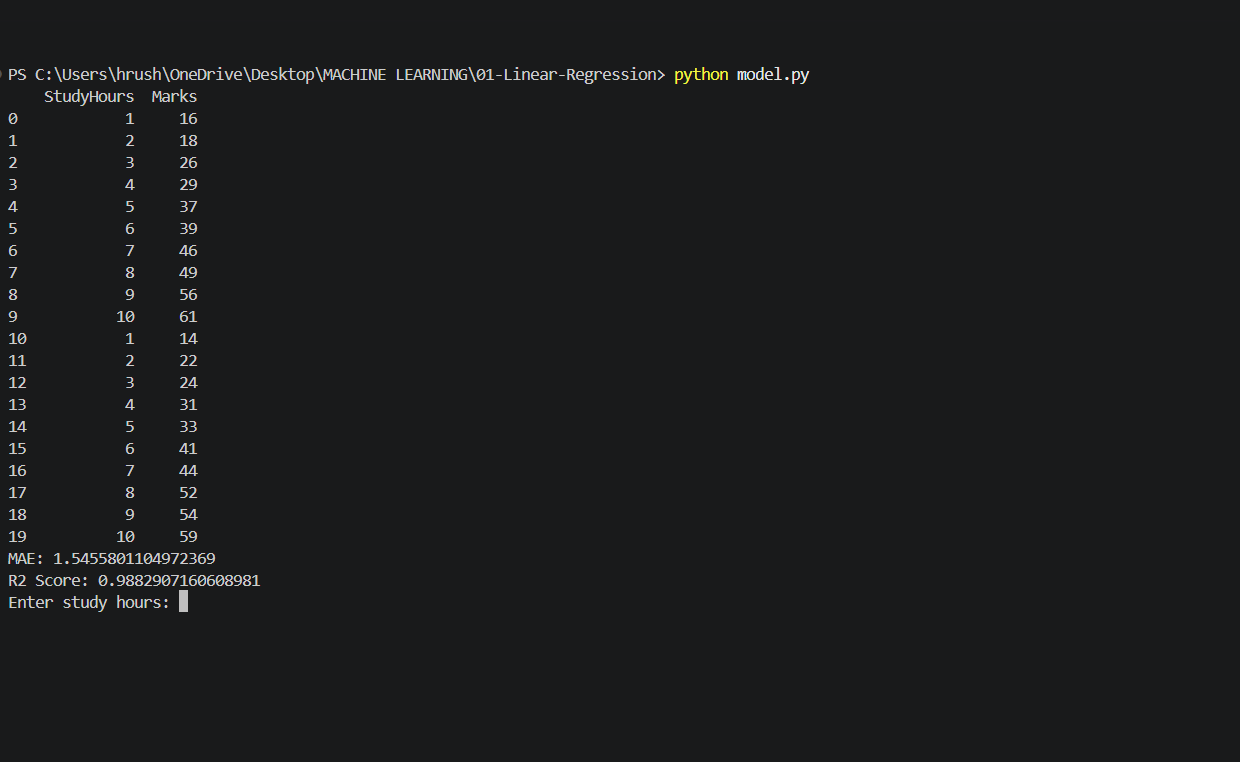 PS C:\Users\hrush\OneDrive\Desktop\MACHINE LEARNING\01-Linear-Regression> python model.py
    StudyHours  Marks
0            1     16
1            2     18
2            3     26
3            4     29
4            5     37
5            6     39
6            7     46
7            8     49
8            9     56
9           10     61
10           1     14
11           2     22
12           3     24
13           4     31
14           5     33
15           6     41
16           7     44
17           8     52
18           9     54
19          10     59
MAE: 1.5455801104972369
R2 Score: 0.9882907160608981
Enter study hours: